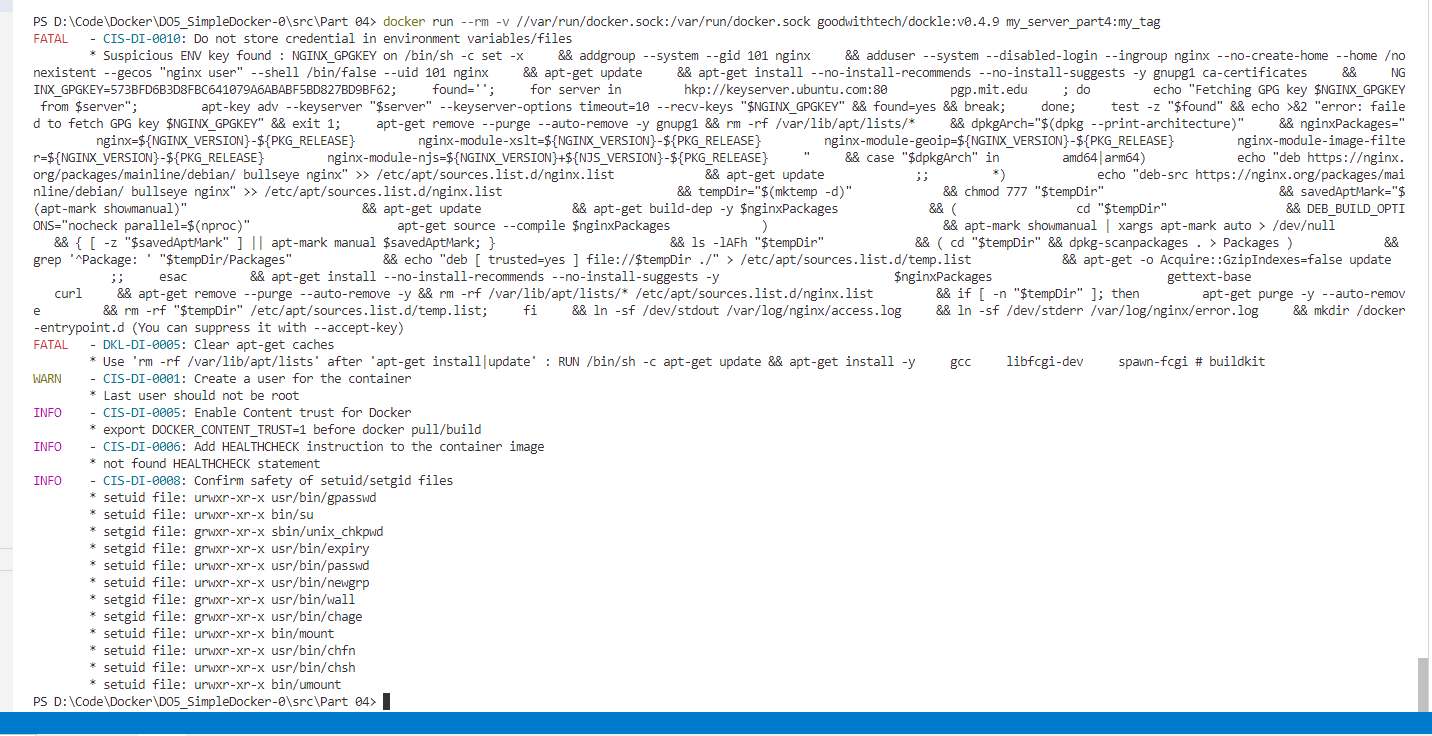 PS D:\Code\Docker\DO5_SimpleDocker-0\src\Part 04> docker run --rm -v //var/run/docker.sock:/var/run/docker.sock goodwithtech/dockle:v0.4.9 my_server_part4:my_tag
FATAL   - CIS-DI-0010: Do not store credential in environment variables/files
        * Suspicious ENV key found : NGINX_GPGKEY on /bin/sh -c set -x     && addgroup --system --gid 101 nginx     && adduser --system --disabled-login --ingroup nginx --no-create-home --home /no
nexistent --gecos "nginx user" --shell /bin/false --uid 101 nginx     && apt-get update     && apt-get install --no-install-recommends --no-install-suggests -y gnupg1 ca-certificates     &&     NG
INX_GPGKEY=573BFD6B3D8FBC641079A6ABABF5BD827BD9BF62;     found='';     for server in         hkp://keyserver.ubuntu.com:80         pgp.mit.edu     ; do         echo "Fetching GPG key $NGINX_GPGKEY
 from $server";         apt-key adv --keyserver "$server" --keyserver-options timeout=10 --recv-keys "$NGINX_GPGKEY" && found=yes && break;     done;     test -z "$found" && echo >&2 "error: faile
d to fetch GPG key $NGINX_GPGKEY" && exit 1;     apt-get remove --purge --auto-remove -y gnupg1 && rm -rf /var/lib/apt/lists/*     && dpkgArch="$(dpkg --print-architecture)"     && nginxPackages="
         nginx=${NGINX_VERSION}-${PKG_RELEASE}         nginx-module-xslt=${NGINX_VERSION}-${PKG_RELEASE}         nginx-module-geoip=${NGINX_VERSION}-${PKG_RELEASE}         nginx-module-image-filte
r=${NGINX_VERSION}-${PKG_RELEASE}         nginx-module-njs=${NGINX_VERSION}+${NJS_VERSION}-${PKG_RELEASE}     "     && case "$dpkgArch" in         amd64|arm64)             echo "deb https://nginx.
org/packages/mainline/debian/ bullseye nginx" >> /etc/apt/sources.list.d/nginx.list             && apt-get update             ;;         *)             echo "deb-src https://nginx.org/packages/mai
nline/debian/ bullseye nginx" >> /etc/apt/sources.list.d/nginx.list                         && tempDir="$(mktemp -d)"             && chmod 777 "$tempDir"                         && savedAptMark="$
(apt-mark showmanual)"                         && apt-get update             && apt-get build-dep -y $nginxPackages             && (                 cd "$tempDir"                 && DEB_BUILD_OPTI
ONS="nocheck parallel=$(nproc)"                     apt-get source --compile $nginxPackages             )                         && apt-mark showmanual | xargs apt-mark auto > /dev/null
   && { [ -z "$savedAptMark" ] || apt-mark manual $savedAptMark; }                         && ls -lAFh "$tempDir"             && ( cd "$tempDir" && dpkg-scanpackages . > Packages )             &&
grep '^Package: ' "$tempDir/Packages"             && echo "deb [ trusted=yes ] file://$tempDir ./" > /etc/apt/sources.list.d/temp.list             && apt-get -o Acquire::GzipIndexes=false update
           ;;     esac         && apt-get install --no-install-recommends --no-install-suggests -y                         $nginxPackages                         gettext-base
   curl     && apt-get remove --purge --auto-remove -y && rm -rf /var/lib/apt/lists/* /etc/apt/sources.list.d/nginx.list         && if [ -n "$tempDir" ]; then         apt-get purge -y --auto-remov
e         && rm -rf "$tempDir" /etc/apt/sources.list.d/temp.list;     fi     && ln -sf /dev/stdout /var/log/nginx/access.log     && ln -sf /dev/stderr /var/log/nginx/error.log     && mkdir /docker
-entrypoint.d (You can suppress it with --accept-key)
FATAL   - DKL-DI-0005: Clear apt-get caches
        * Use 'rm -rf /var/lib/apt/lists' after 'apt-get install|update' : RUN /bin/sh -c apt-get update && apt-get install -y     gcc     libfcgi-dev     spawn-fcgi # buildkit
WARN    - CIS-DI-0001: Create a user for the container
        * Last user should not be root
INFO    - CIS-DI-0005: Enable Content trust for Docker
        * export DOCKER_CONTENT_TRUST=1 before docker pull/build
INFO    - CIS-DI-0006: Add HEALTHCHECK instruction to the container image
        * not found HEALTHCHECK statement
INFO    - CIS-DI-0008: Confirm safety of setuid/setgid files
        * setuid file: urwxr-xr-x usr/bin/gpasswd
        * setuid file: urwxr-xr-x bin/su
        * setgid file: grwxr-xr-x sbin/unix_chkpwd
        * setgid file: grwxr-xr-x usr/bin/expiry
        * setuid file: urwxr-xr-x usr/bin/passwd
        * setuid file: urwxr-xr-x usr/bin/newgrp
        * setgid file: grwxr-xr-x usr/bin/wall
        * setgid file: grwxr-xr-x usr/bin/chage
        * setuid file: urwxr-xr-x bin/mount
        * setuid file: urwxr-xr-x usr/bin/chfn
        * setuid file: urwxr-xr-x usr/bin/chsh
        * setuid file: urwxr-xr-x bin/umount
PS D:\Code\Docker\DO5_SimpleDocker-0\src\Part 04>